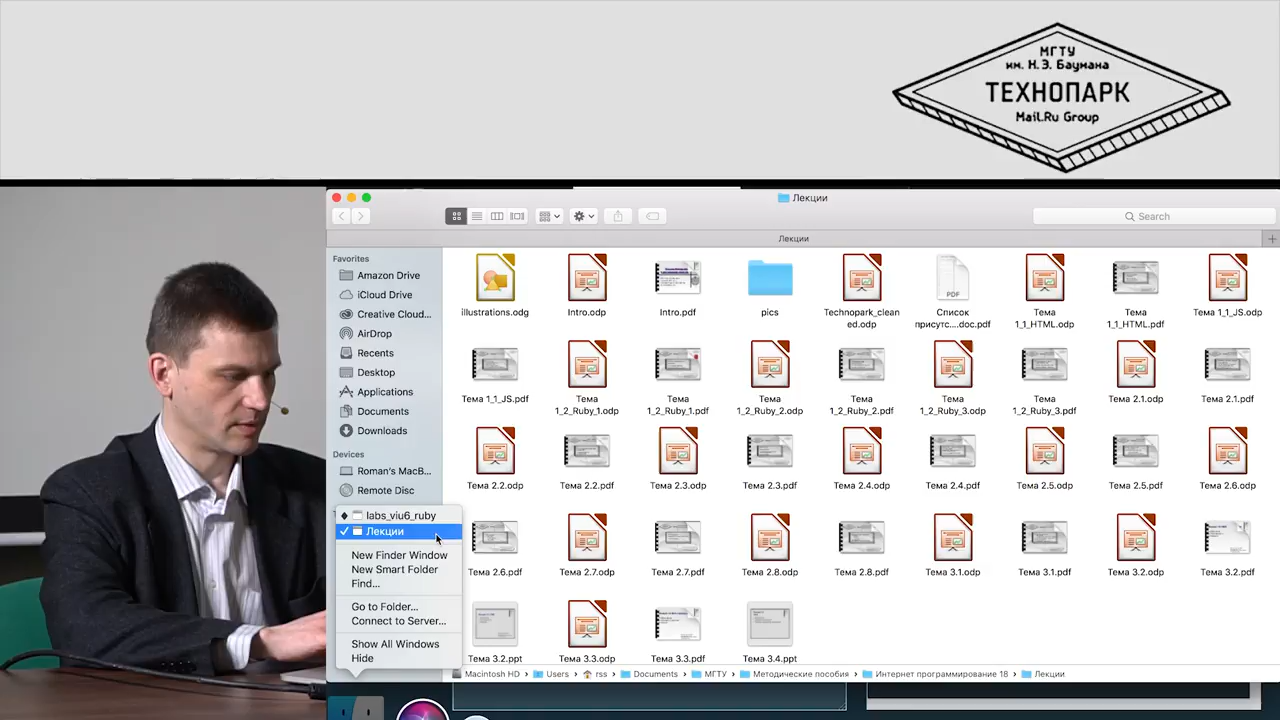 МГТУ
им. Н.Э. Баумана
ТЕХНОПАРК
Mail.Ru Group
Лекции
Search
Лекции
Favorites
Amazon Drive
iCloud Drive
Creative Cloud...
AirDrop
Recents
Desktop
Applications
Documents
Downloads
Devices
Roman's MacB...
Remote Disc
labs_viu6_ruby
Лекции
New Finder Window
New Smart Folder
Find...
Go to Folder...
Connect to Server...
Show All Windows
Hide
illustrations.odg
Intro.odp
Intro.pdf
pics
Technopark_clean
ed.odp
PDF
Список
присутс....doc.pdf
Тема
1_1_HTML.odp
Тема
1_1_HTML.pdf
Тема 1_1_JS.odp
Тема 1_1_JS.pdf
Тема
1_2_Ruby_1.odp
Тема
1_2_Ruby_1.pdf
Тема
1_2_Ruby_2.odp
Тема
1_2_Ruby_2.pdf
Тема
1_2_Ruby_3.odp
Тема
1_2_Ruby_3.pdf
Тема 2.1.odp
Тема 2.1.pdf
Тема 2.2.odp
Тема 2.2.pdf
Тема 2.3.odp
Тема 2.3.pdf
Тема 2.4.odp
Тема 2.4.pdf
Тема 2.5.odp
Тема 2.5.pdf
Тема 2.6.odp
Тема 2.6.pdf
Тема 2.7.odp
Тема 2.7.pdf
Тема 2.8.odp
Тема 2.8.pdf
Тема 3.1.odp
Тема 3.1.pdf
Тема 3.2.odp
Тема 3.2.pdf
Тема 3.2.ppt
Тема 3.3.odp
Тема 3.3.pdf
Тема 3.4.ppt
Macintosh HD › Users › rss › Documents › МГТУ › Методические пособия › Интернет программирование 18 › Лекции